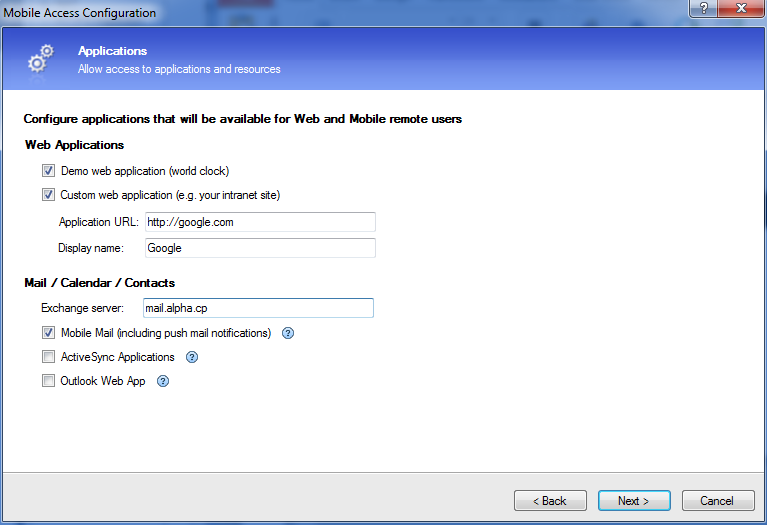 Mobile Access Configuration
?
Applications
Allow access to applications and resources
Configure applications that will be available for Web and Mobile remote users
Web Applications
Demo web application (world clock)
Custom web application (e.g. your intranet site)
Application URL: http://google.com
Display name: Google
Mail / Calendar / Contacts
Exchange server: mail.alpha.cp
Mobile Mail (including push mail notifications) ?
ActiveSync Applications ?
Outlook Web App ?
< Back Next > Cancel